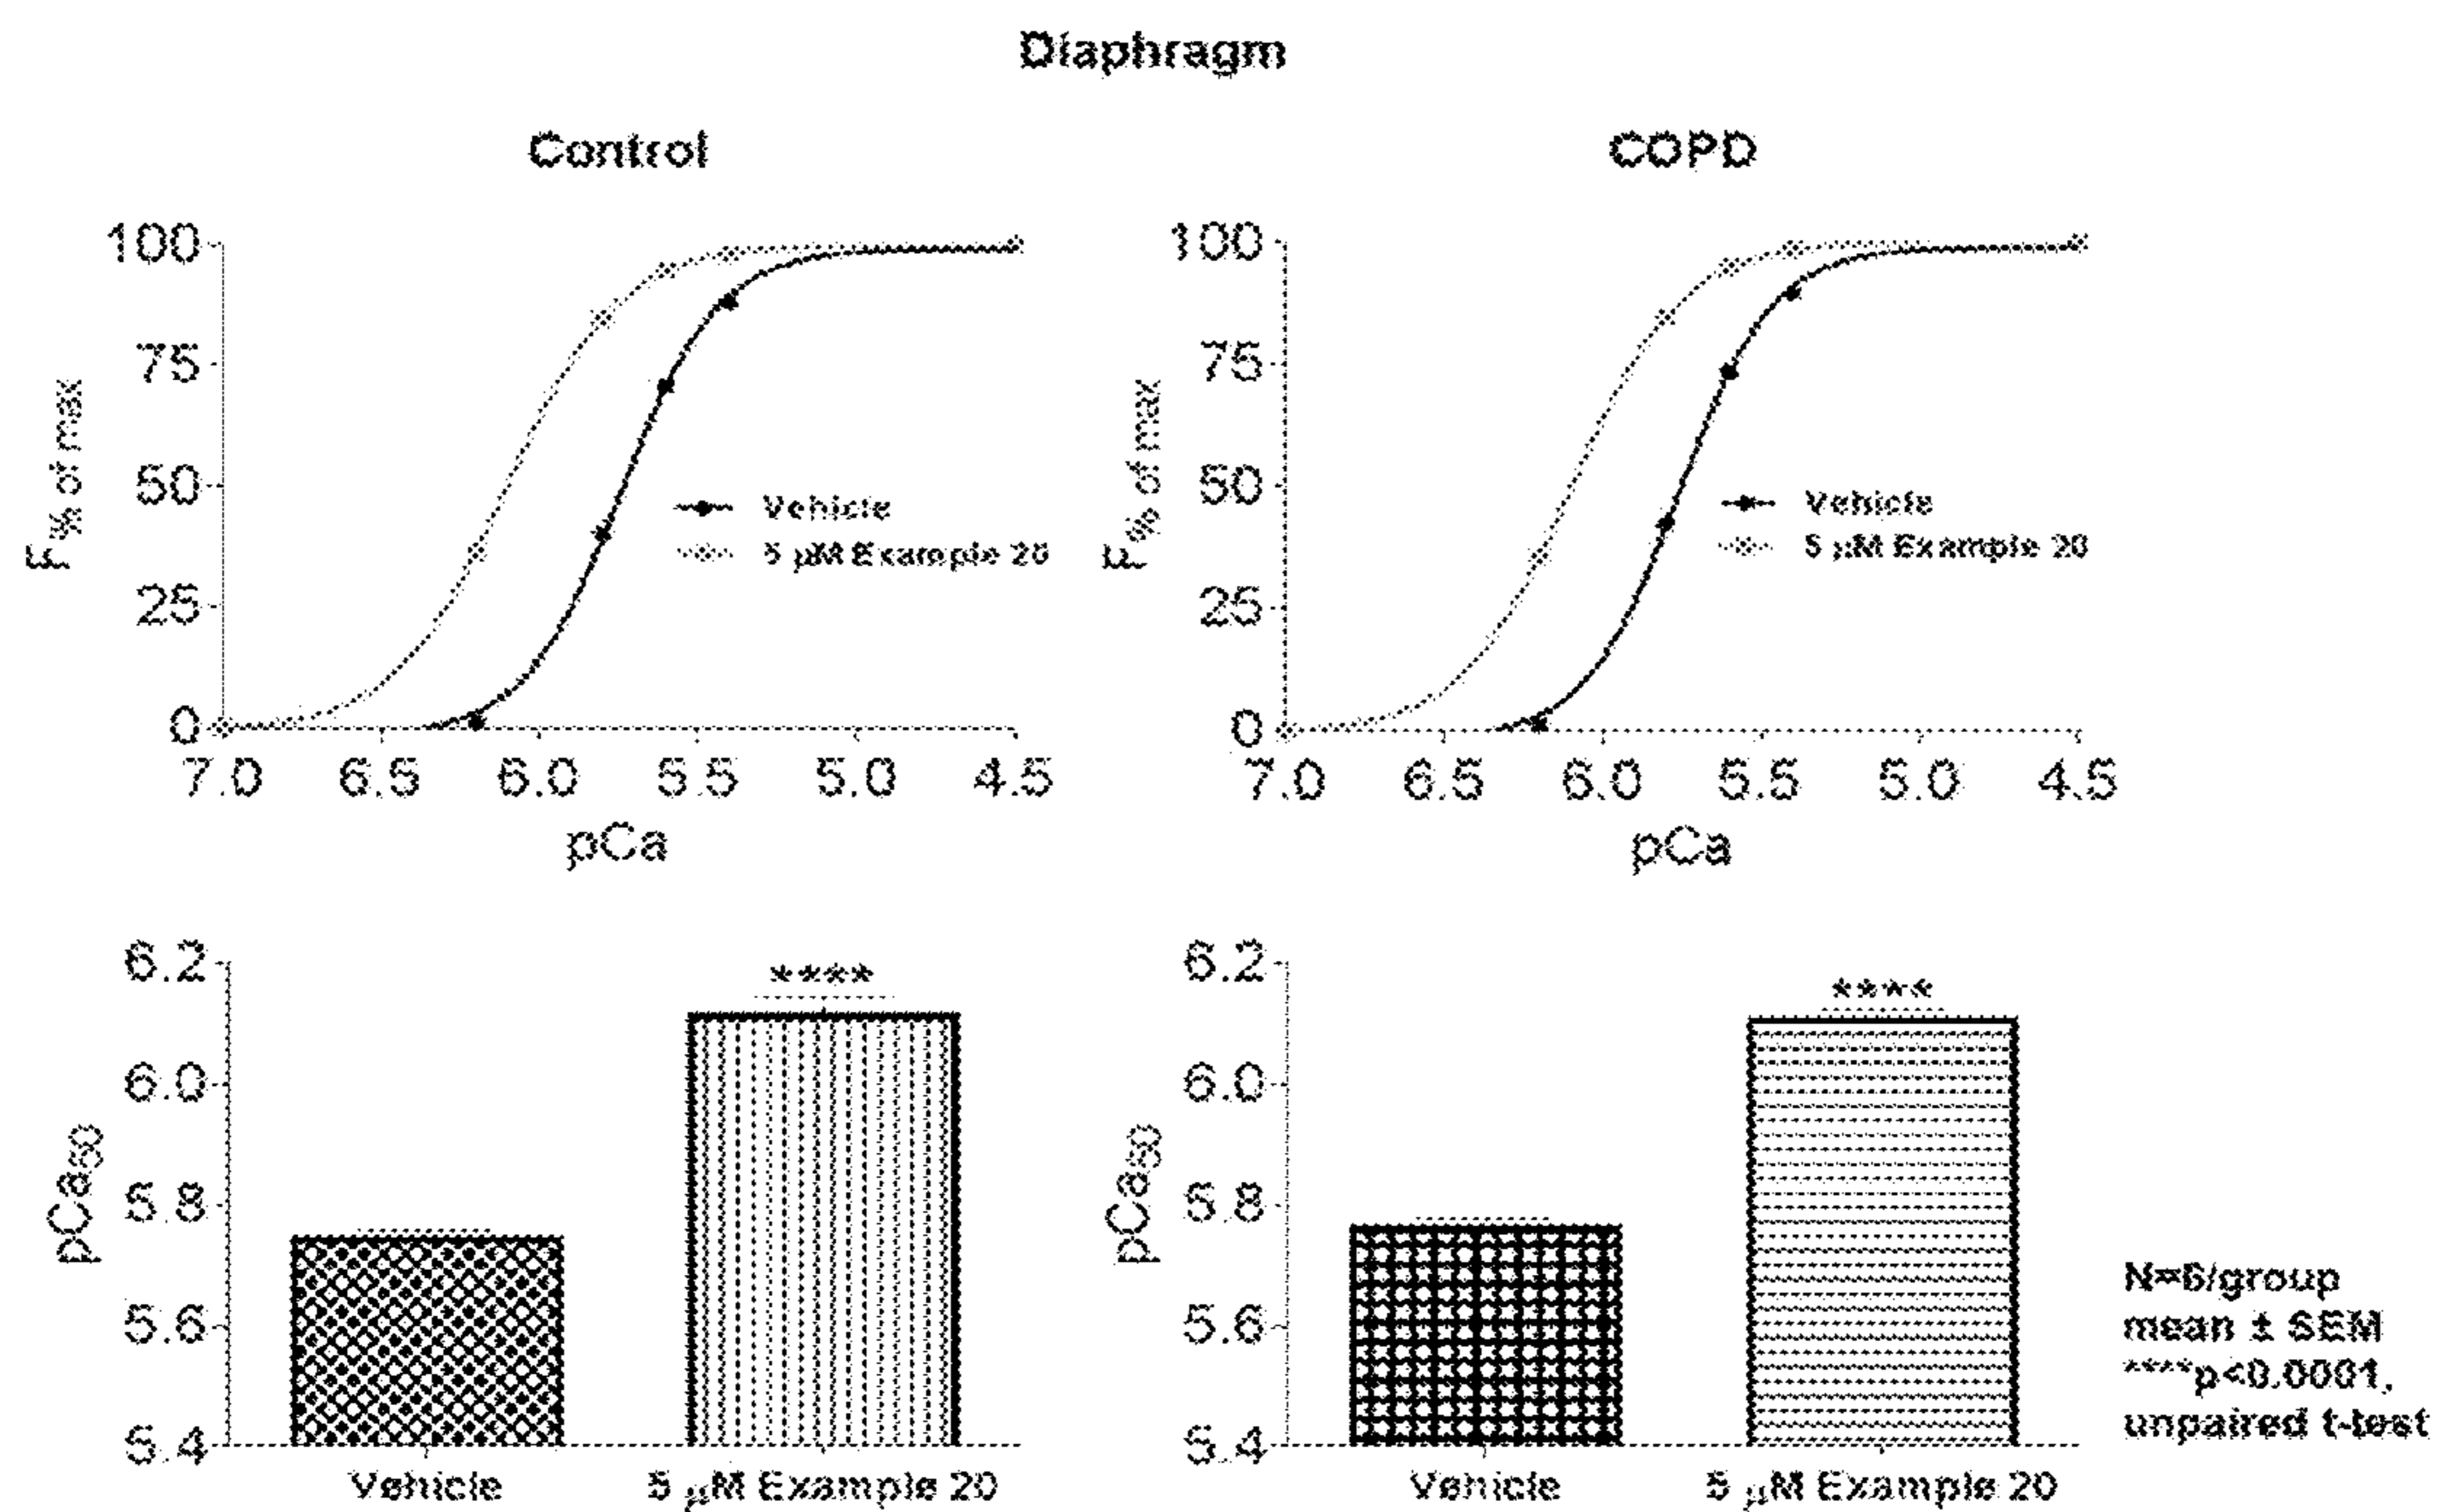 Diaphragm
Control
COPD
F% of max
100
75
50
25
0
7.0 6.5 6.0 5.5 5.0 4.5
pCa
Vehicle
5 µM Example 20
F% of max
100
75
50
25
0
7.0 6.5 6.0 5.5 5.0 4.5
pCa
Vehicle
5 µM Example 20
pCa50
6.2
6.0
5.8
5.6
5.4
****
Vehicle 5 µM Example 20
pCa50
6.2
6.0
5.8
5.6
5.4
****
Vehicle 5 µM Example 20
N=6/group
mean ± SEM
****p<0.0001,
unpaired t-test